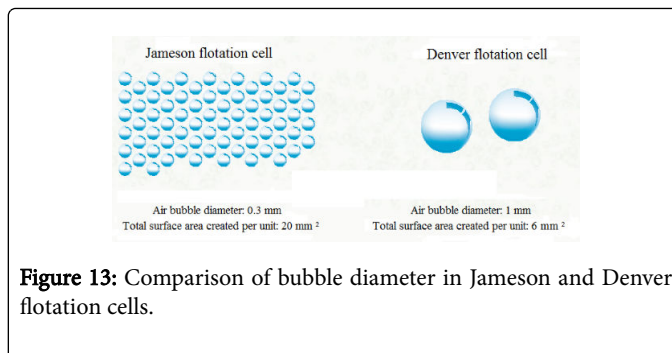 Jameson flotation cell
Denver flotation cell
Air bubble diameter: 0.3 mm
Total surface area created per unit: 20 mm ²
Air bubble diameter: 1 mm
Total surface area created per unit: 6 mm ²
Figure 13: Comparison of bubble diameter in Jameson and Denver
flotation cells.